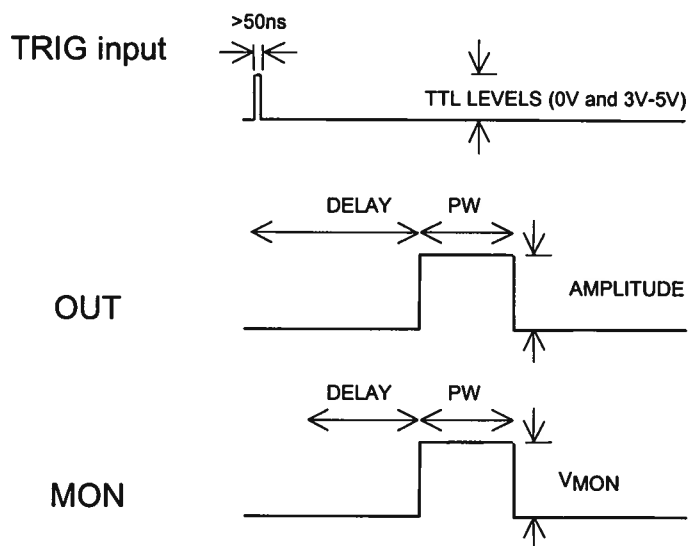 >50ns
TRIG input
TTL LEVELS (0V and 3V-5V)
DELAY PW
AMPLITUDE
OUT
DELAY PW
VMON
MON